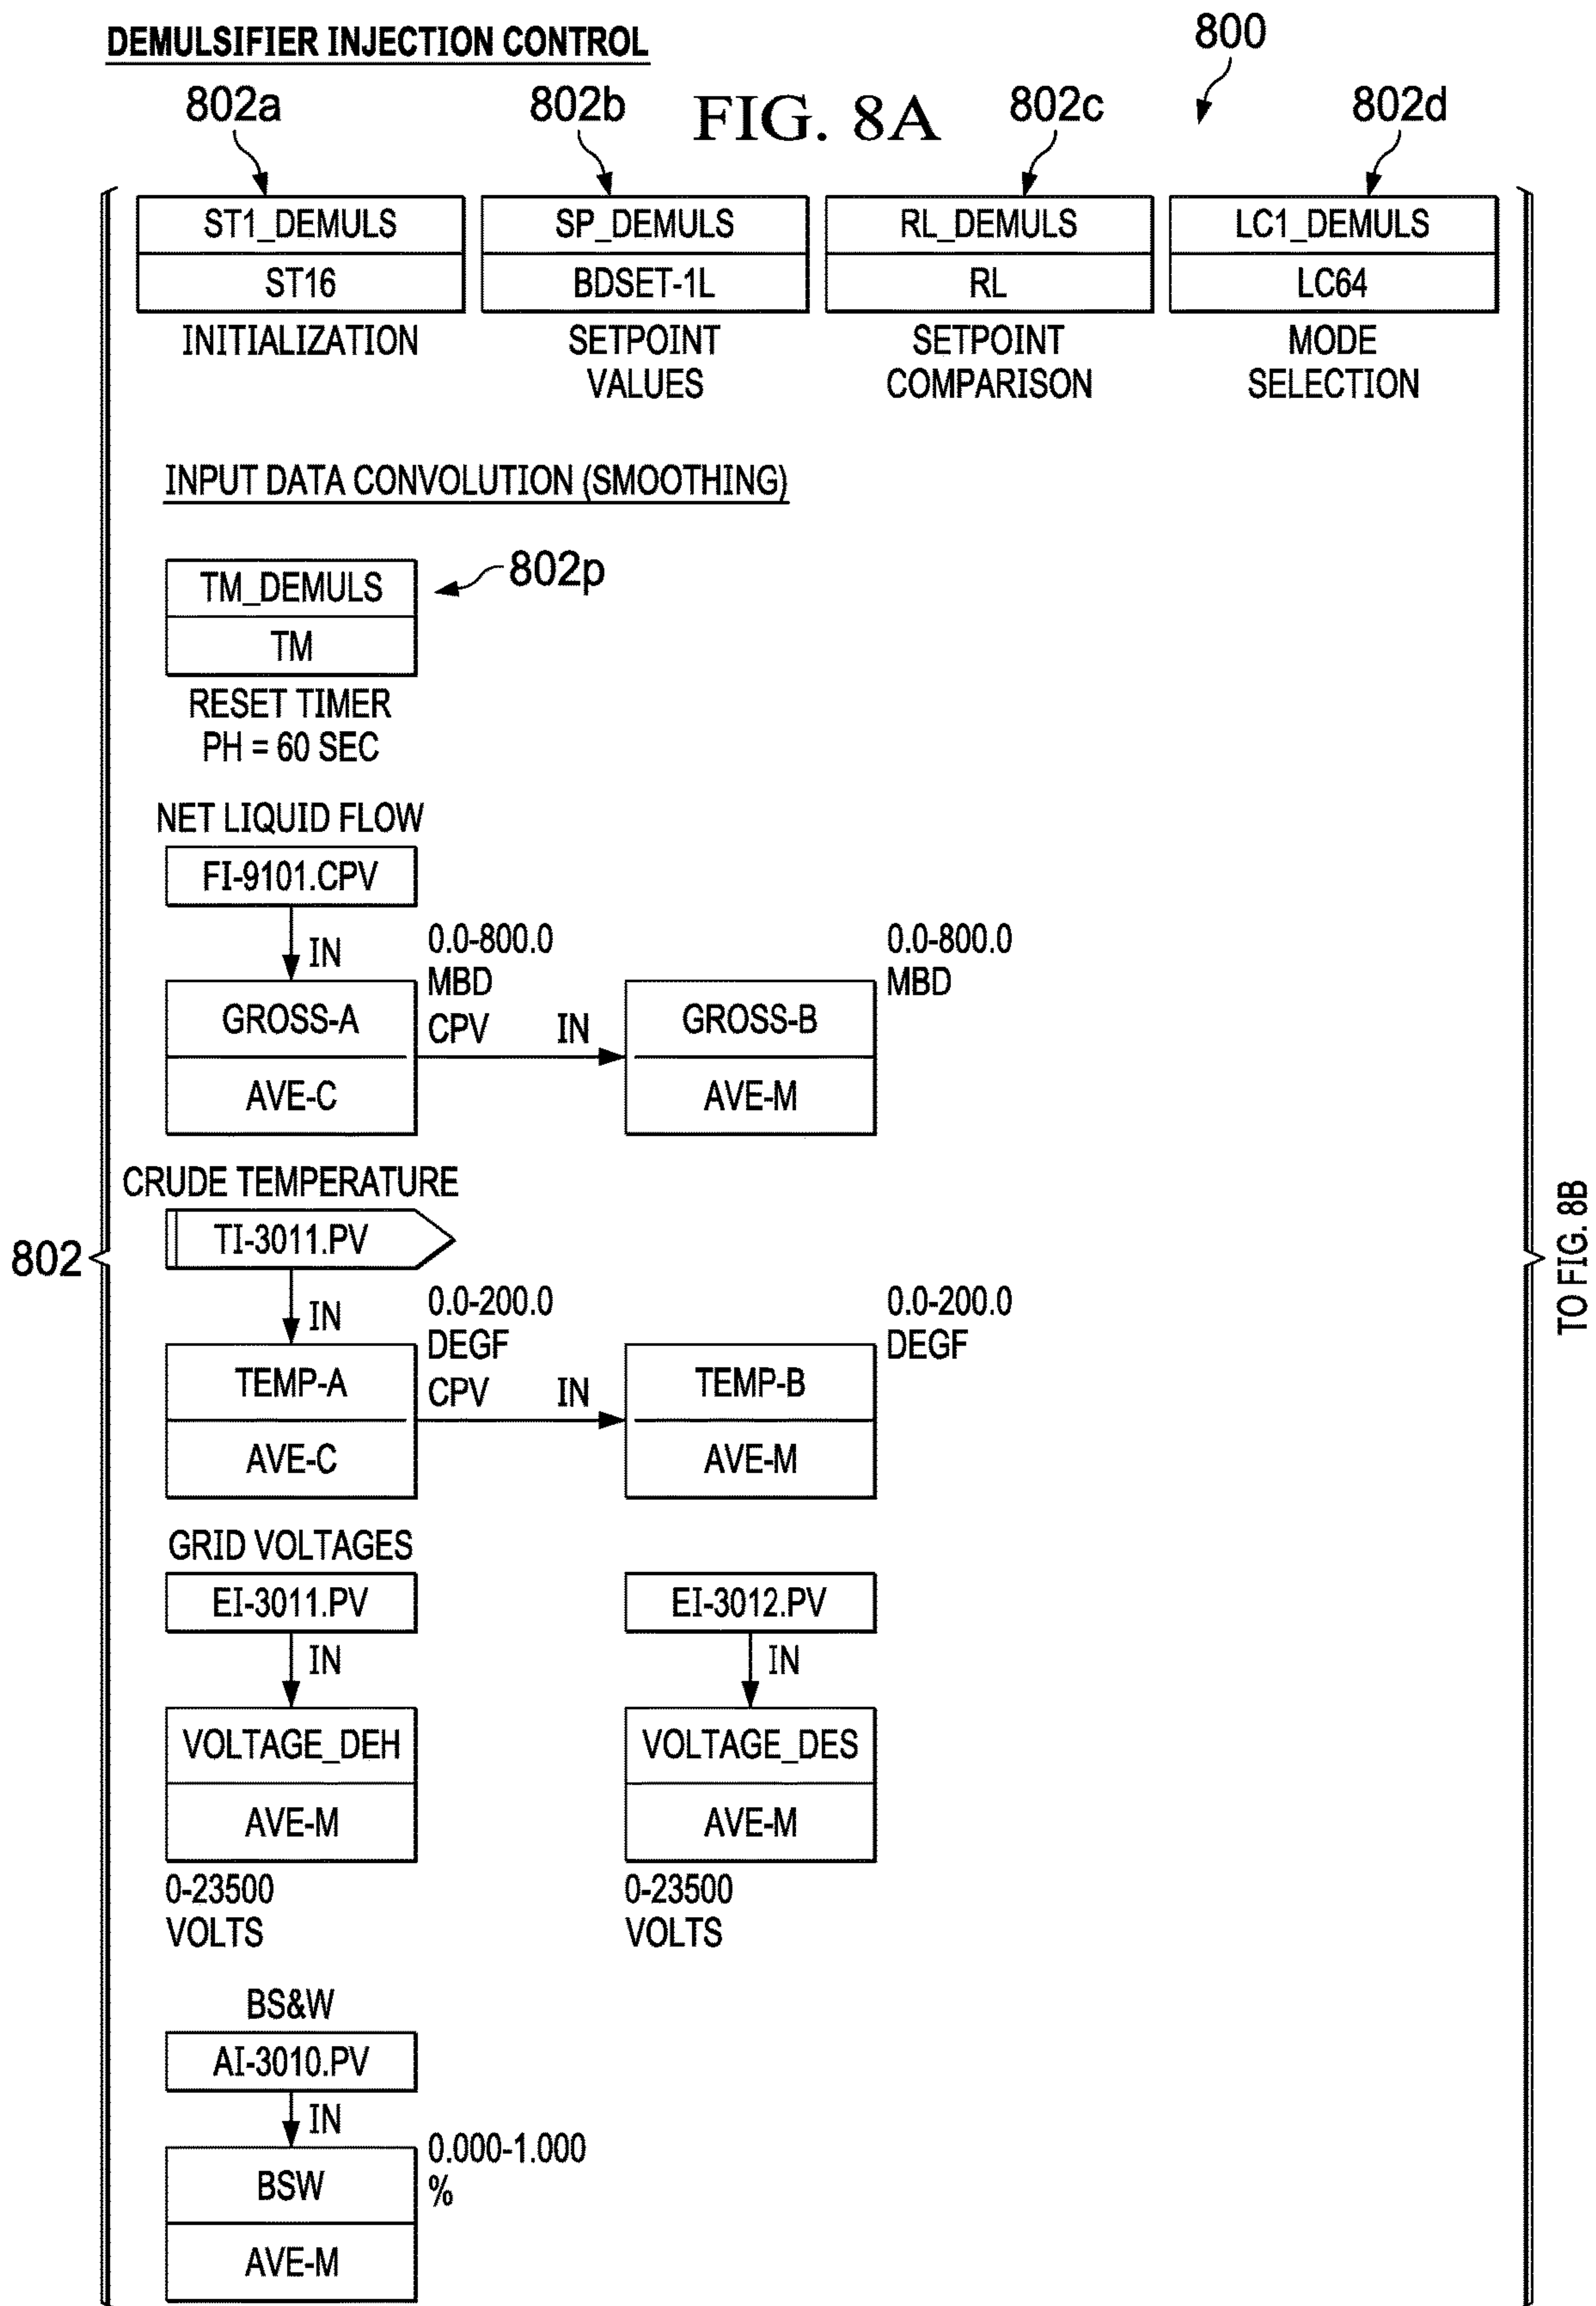 DEMULSIFIER INJECTION CONTROL
800
802a
802b
FIG. 8A
802c
802d
ST1_DEMULS
ST16
INITIALIZATION
SP_DEMULS
BDSET-1L
SETPOINT
VALUES
RL_DEMULS
RL
SETPOINT
COMPARISON
LC1_DEMULS
LC64
MODE
SELECTION
INPUT DATA CONVOLUTION (SMOOTHING)
TM_DEMULS
TM
802p
RESET TIMER
PH = 60 SEC
NET LIQUID FLOW
FI-9101.CPV
IN
0.0-800.0
MBD
GROSS-A
AVE-C
CPV
IN
GROSS-B
AVE-M
0.0-800.0
MBD
CRUDE TEMPERATURE
TI-3011.PV
802
IN
0.0-200.0
DEGF
TEMP-A
AVE-C
CPV
IN
TEMP-B
AVE-M
0.0-200.0
DEGF
TO FIG. 8B
GRID VOLTAGES
EI-3011.PV
IN
VOLTAGE_DEH
AVE-M
0-23500
VOLTS
EI-3012.PV
IN
VOLTAGE_DES
AVE-M
0-23500
VOLTS
BS&W
AI-3010.PV
IN
BSW
AVE-M
0.000-1.000
%